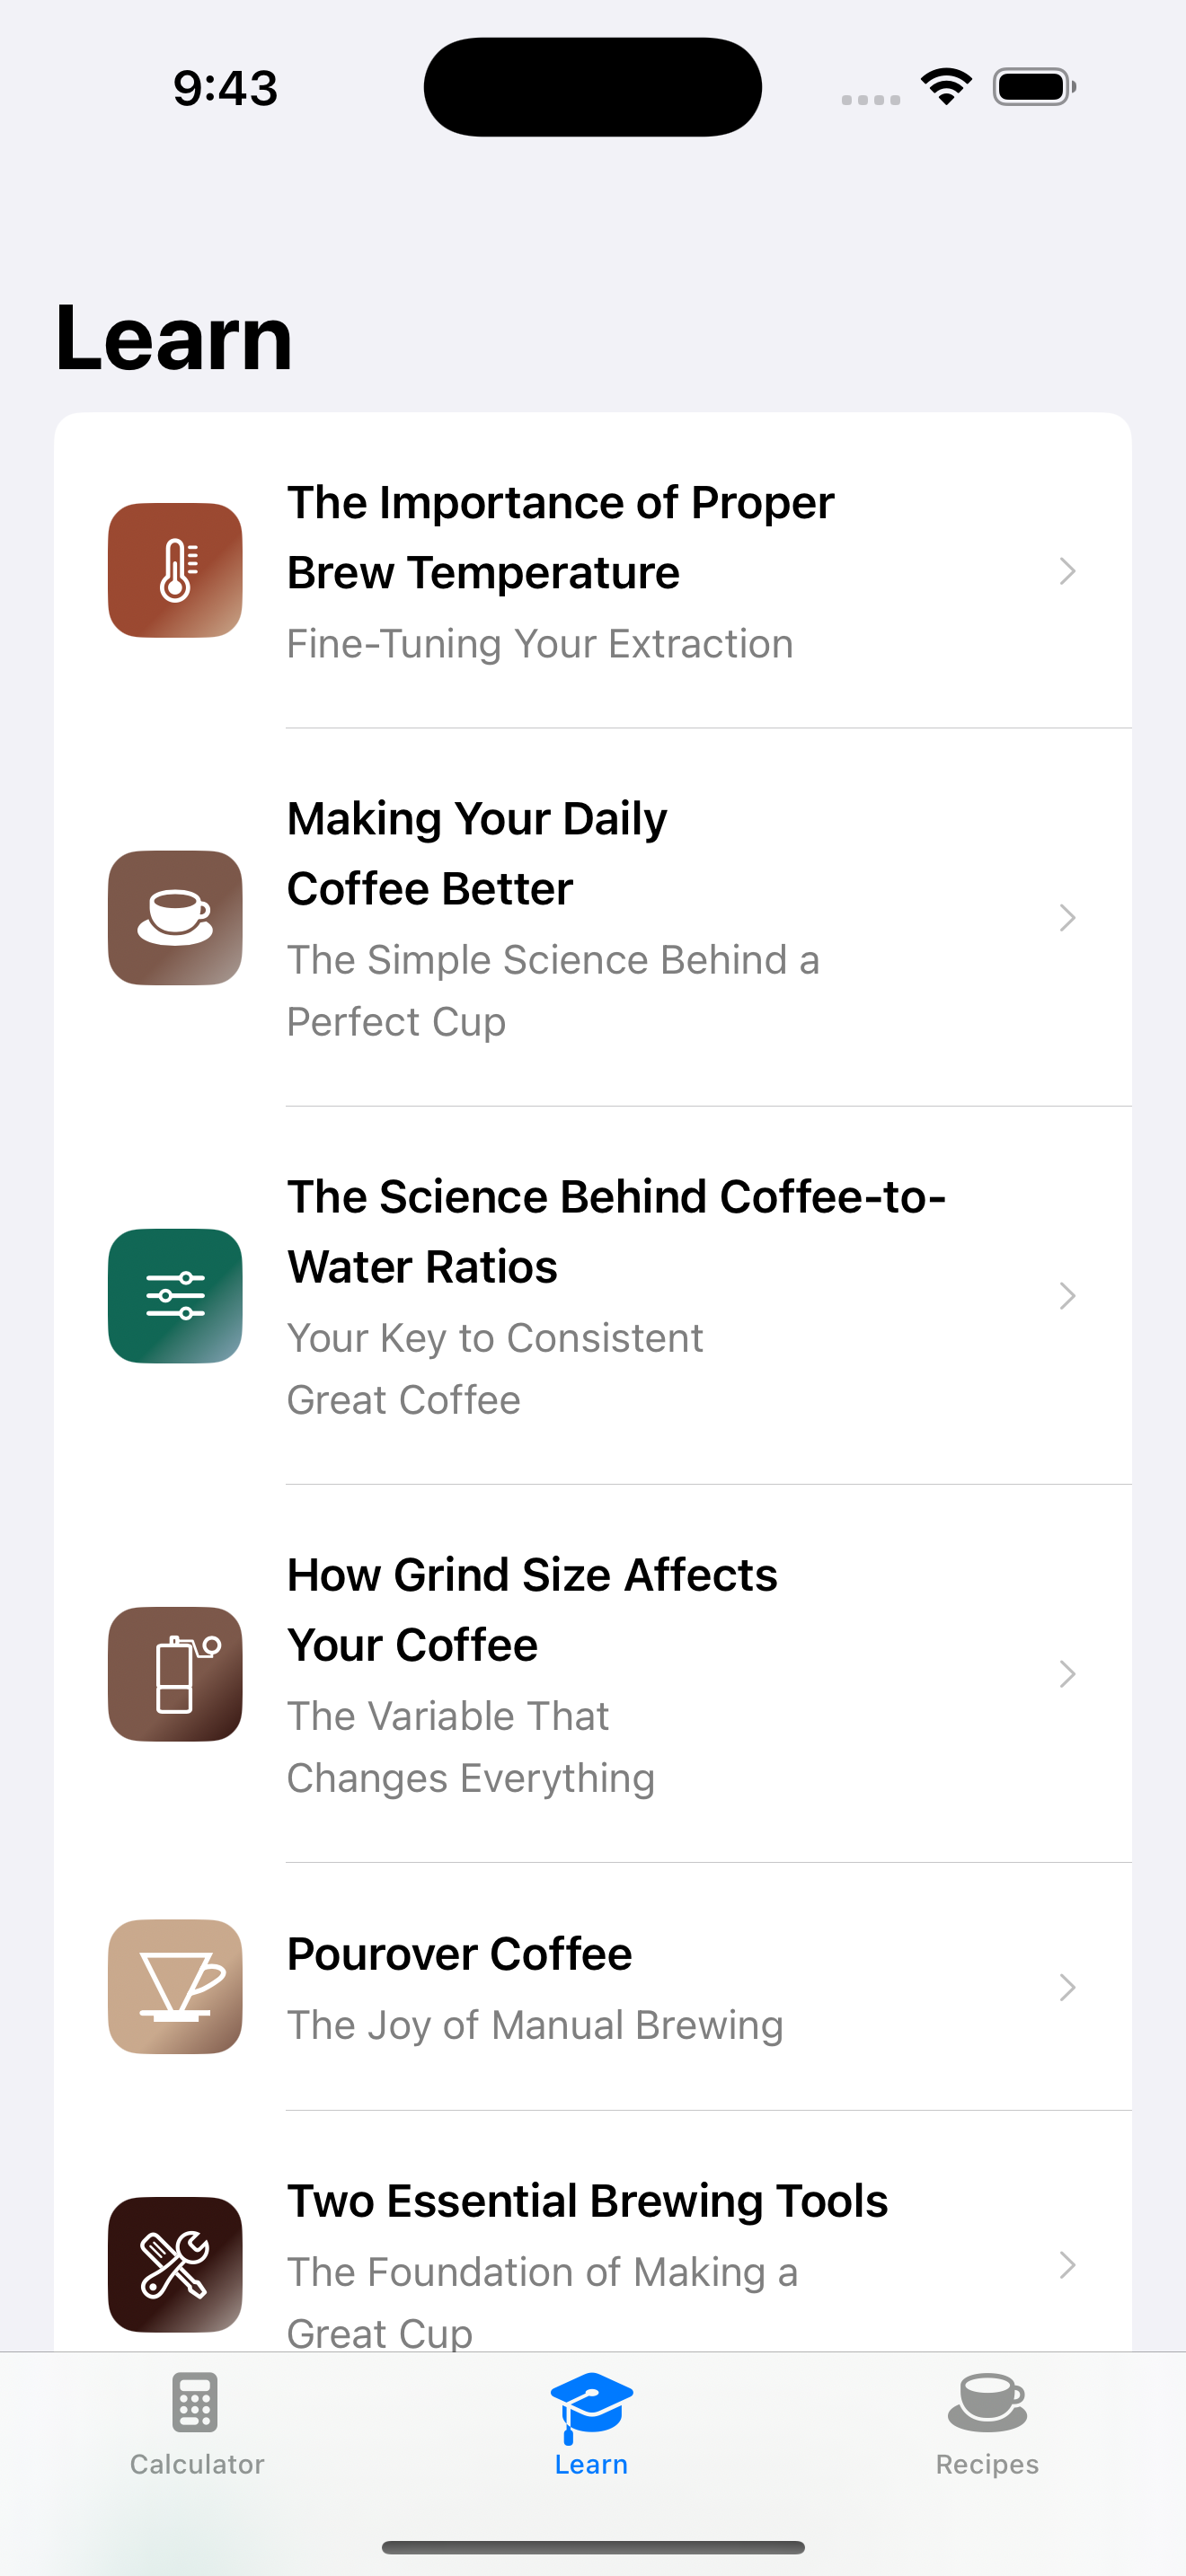 9:43
Learn
The Importance of Proper
Brew Temperature
Fine-Tuning Your Extraction
Making Your Daily
Coffee Better
The Simple Science Behind a
Perfect Cup
The Science Behind Coffee-to-
Water Ratios
Your Key to Consistent
Great Coffee
How Grind Size Affects
Your Coffee
The Variable That
Changes Everything
Pourover Coffee
The Joy of Manual Brewing
Two Essential Brewing Tools
The Foundation of Making a
Great Cup
Calculator
Learn
Recipes